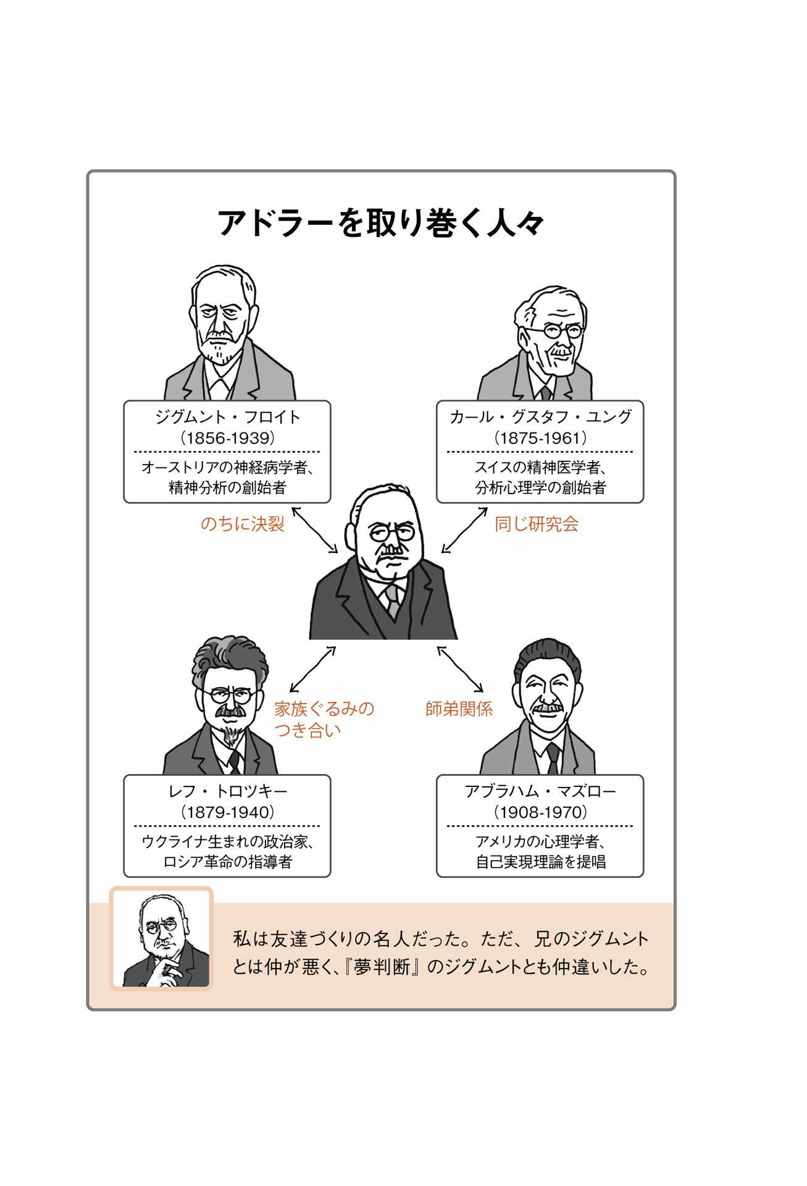 アドラーを取り巻く人々
ジグムント・フロイト
（1856-1939）
オーストリアの神経病学者、
精神分析の創始者
カール・グスタフ・ユング
（1875-1961）
スイスの精神医学者、
分析心理学の創始者
のちに決裂
同じ研究会
家族ぐるみの
つき合い
師弟関係
レフ・トロツキー
（1879-1940）
ウクライナ生まれの政治家、
ロシア革命の指導者
アブラハム・マズロー
（1908-1970）
アメリカの心理学者、
自己実現理論を提唱
私は友達づくりの名人だった。ただ、兄のジグムント
とは仲が悪く、『夢判断』のジグムントとも仲違いした。